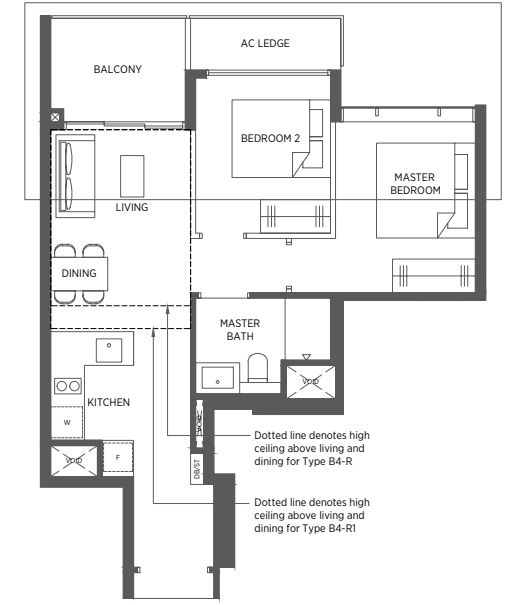 AC LEDGE
BALCONY
BEDROOM 2
MASTER
BEDROOM
LIVING
DINING
MASTER
BATH
KITCHEN
VOID
W
VOID
F
DB/ST
Dotted line denotes high
ceiling above living and
dining for Type B4-R
Dotted line denotes high
ceiling above living and
dining for Type B4-R1